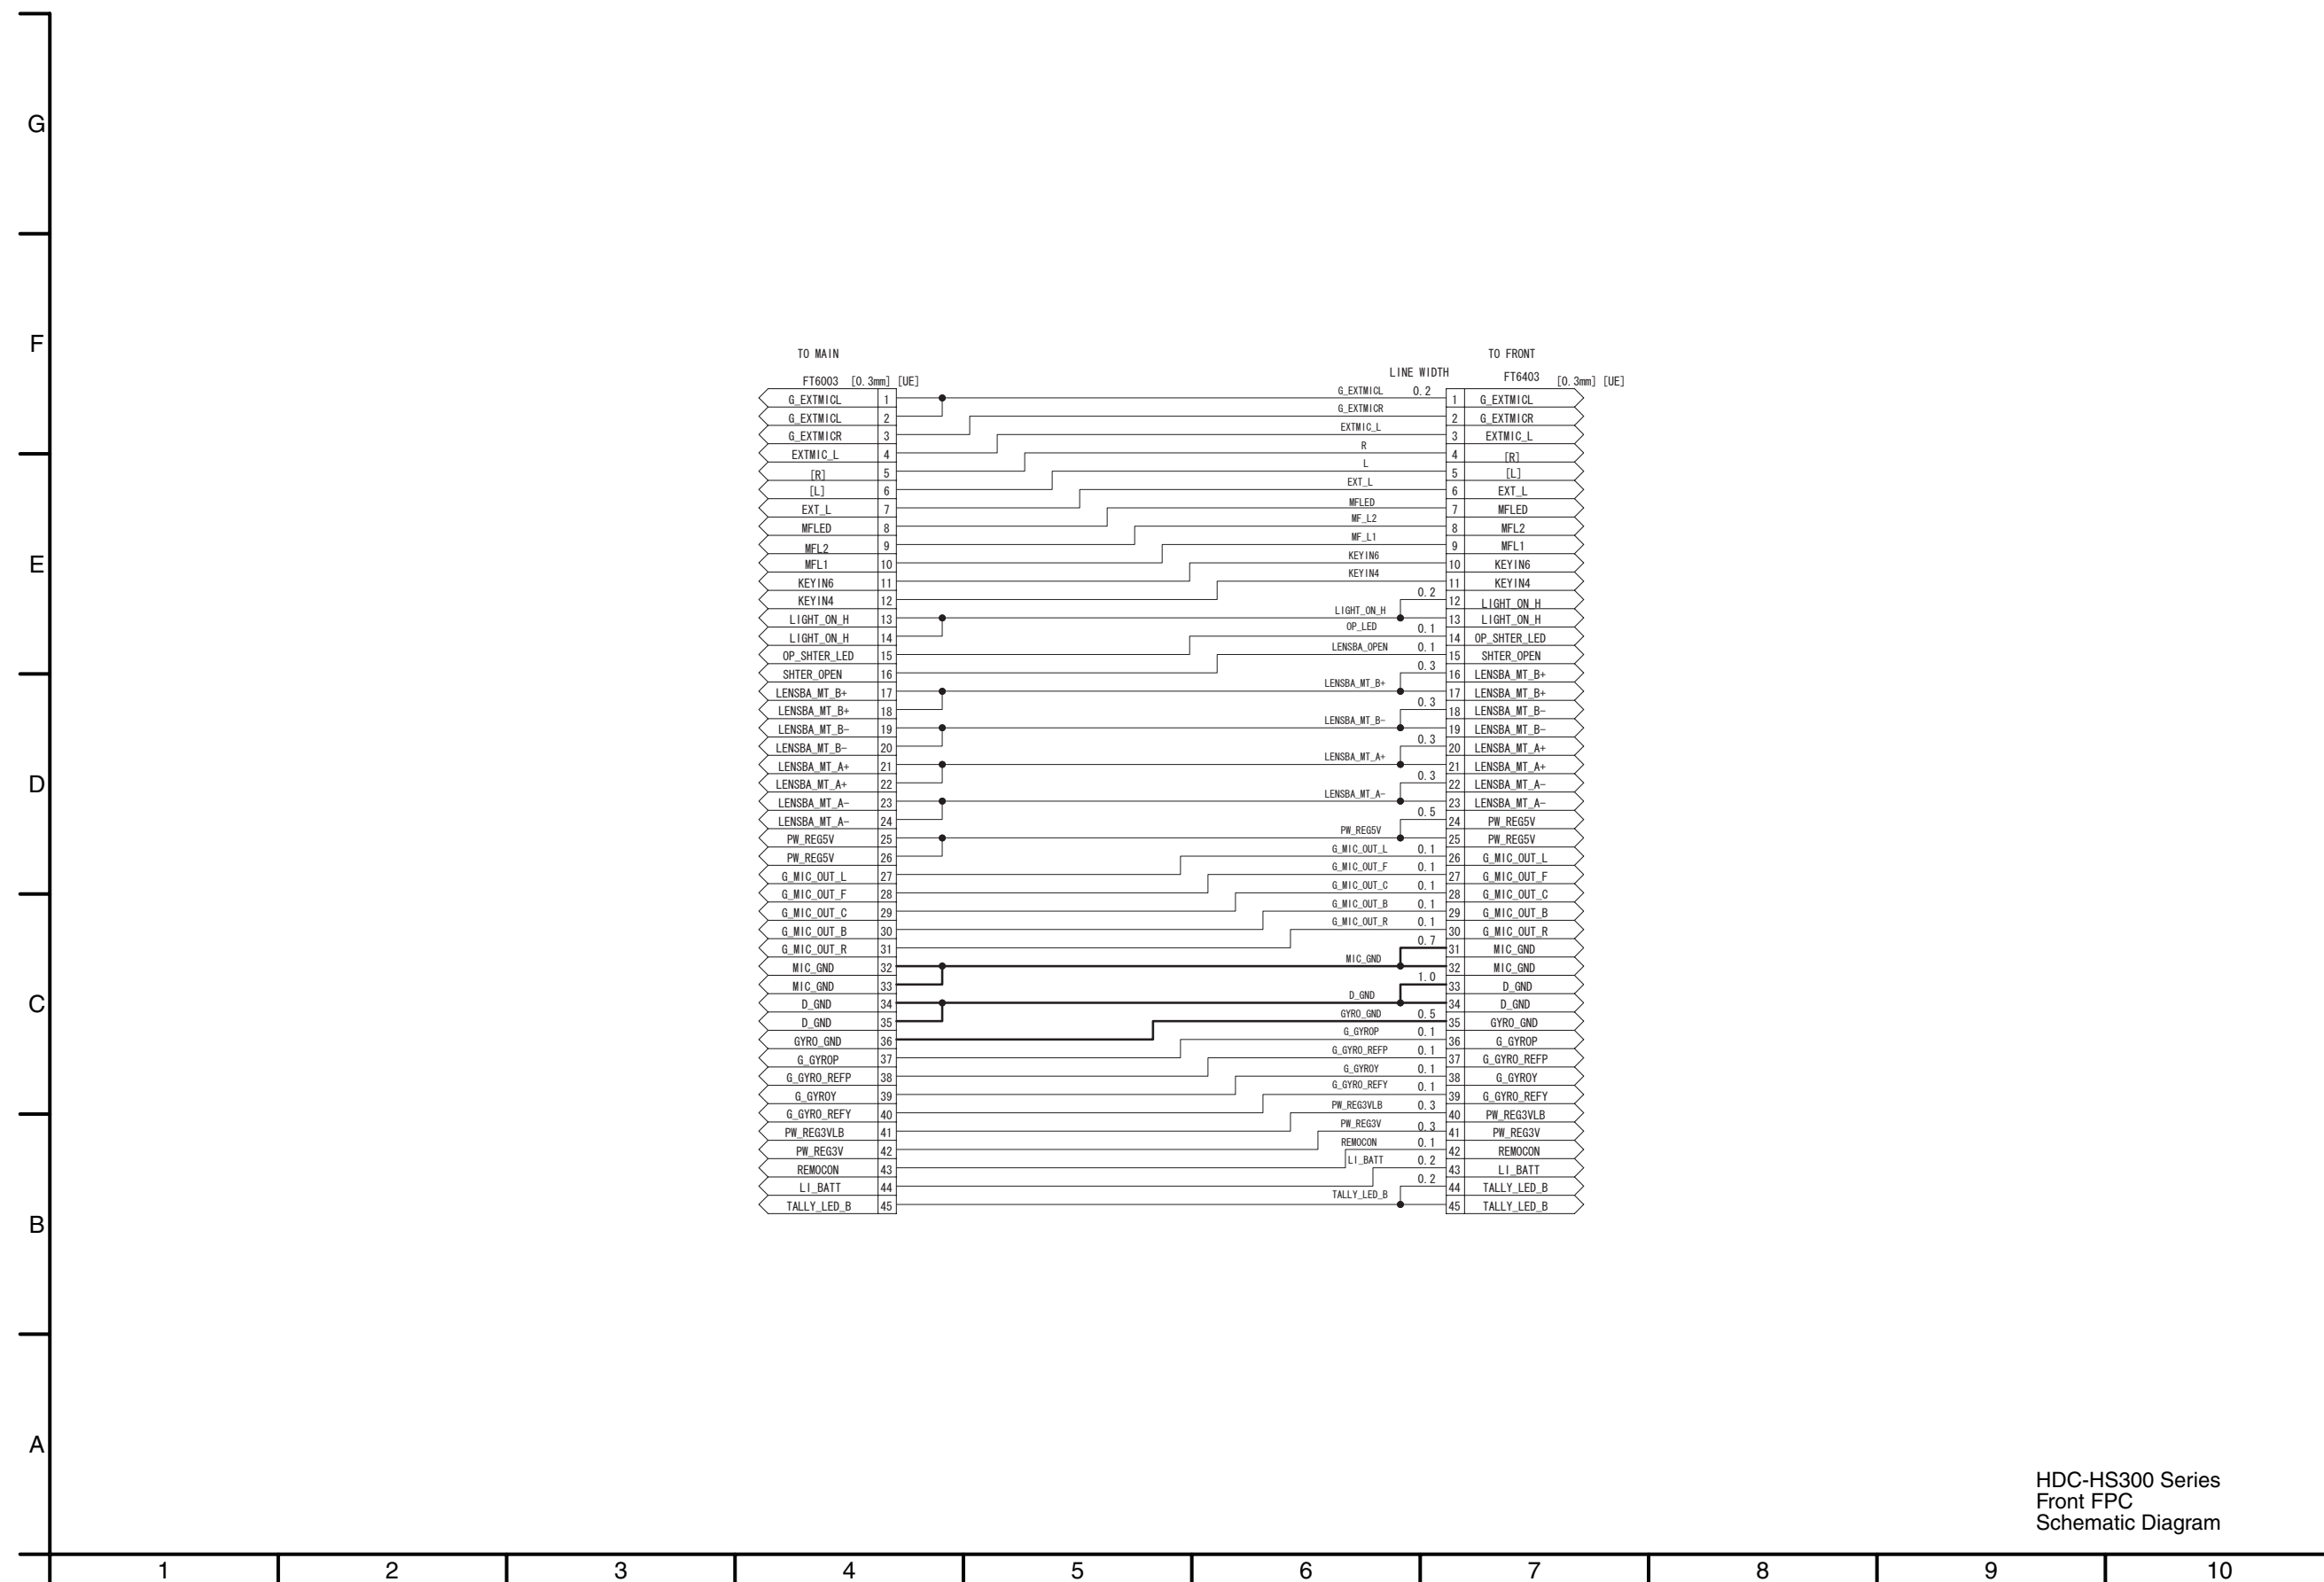 G
F
E
D
C
B
A
TO MAIN
FT6003 [0.3mm] [UE]
G_EXTMICL 1
G_EXTMICL 2
G_EXTMICR 3
EXTMIC_L 4
[R] 5
[L] 6
EXT_L 7
MFLED 8
MFL2 9
MFL1 10
KEYIN6 11
KEYIN4 12
LIGHT_ON_H 13
LIGHT_ON_H 14
OP_SHTER_LED 15
SHTER_OPEN 16
LENSBA_MT_B+ 17
LENSBA_MT_B+ 18
LENSBA_MT_B- 19
LENSBA_MT_B- 20
LENSBA_MT_A+ 21
LENSBA_MT_A+ 22
LENSBA_MT_A- 23
LENSBA_MT_A- 24
PW_REG5V 25
PW_REG5V 26
G_MIC_OUT_L 27
G_MIC_OUT_F 28
G_MIC_OUT_C 29
G_MIC_OUT_B 30
G_MIC_OUT_R 31
MIC_GND 32
MIC_GND 33
D_GND 34
D_GND 35
GYRO_GND 36
G_GYROP 37
G_GYRO_REFP 38
G_GYROY 39
G_GYRO_REFY 40
PW_REG3VLB 41
PW_REG3V 42
REMOCON 43
LI_BATT 44
TALLY_LED_B 45
LINE WIDTH
G_EXTMICL 0.2
G_EXTMICR
EXTMIC_L
R
L
EXT_L
MFLED
MF_L2
MF_L1
KEYIN6
KEYIN4
0.2
LIGHT_ON_H
OP_LED 0.1
LENSBA_OPEN 0.1
0.3
LENSBA_MT_B+
0.3
LENSBA_MT_B-
0.3
LENSBA_MT_A+
0.3
LENSBA_MT_A-
0.5
PW_REG5V
G_MIC_OUT_L 0.1
G_MIC_OUT_F 0.1
G_MIC_OUT_C 0.1
G_MIC_OUT_B 0.1
G_MIC_OUT_R 0.1
0.7
MIC_GND
1.0
D_GND
GYRO_GND 0.5
G_GYROP 0.1
G_GYRO_REFP 0.1
G_GYROY 0.1
G_GYRO_REFY 0.1
PW_REG3VLB 0.3
PW_REG3V 0.3
REMOCON 0.1
LI_BATT 0.2
0.2
TALLY_LED_B
TO FRONT
FT6403 [0.3mm] [UE]
1 G_EXTMICL
2 G_EXTMICR
3 EXTMIC_L
4 [R]
5 [L]
6 EXT_L
7 MFLED
8 MFL2
9 MFL1
10 KEYIN6
11 KEYIN4
12 LIGHT_ON_H
13 LIGHT_ON_H
14 OP_SHTER_LED
15 SHTER_OPEN
16 LENSBA_MT_B+
17 LENSBA_MT_B+
18 LENSBA_MT_B-
19 LENSBA_MT_B-
20 LENSBA_MT_A+
21 LENSBA_MT_A+
22 LENSBA_MT_A-
23 LENSBA_MT_A-
24 PW_REG5V
25 PW_REG5V
26 G_MIC_OUT_L
27 G_MIC_OUT_F
28 G_MIC_OUT_C
29 G_MIC_OUT_B
30 G_MIC_OUT_R
31 MIC_GND
32 MIC_GND
33 D_GND
34 D_GND
35 GYRO_GND
36 G_GYROP
37 G_GYRO_REFP
38 G_GYROY
39 G_GYRO_REFY
40 PW_REG3VLB
41 PW_REG3V
42 REMOCON
43 LI_BATT
44 TALLY_LED_B
45 TALLY_LED_B
HDC-HS300 Series
Front FPC
Schematic Diagram
1 2 3 4 5 6 7 8 9 10